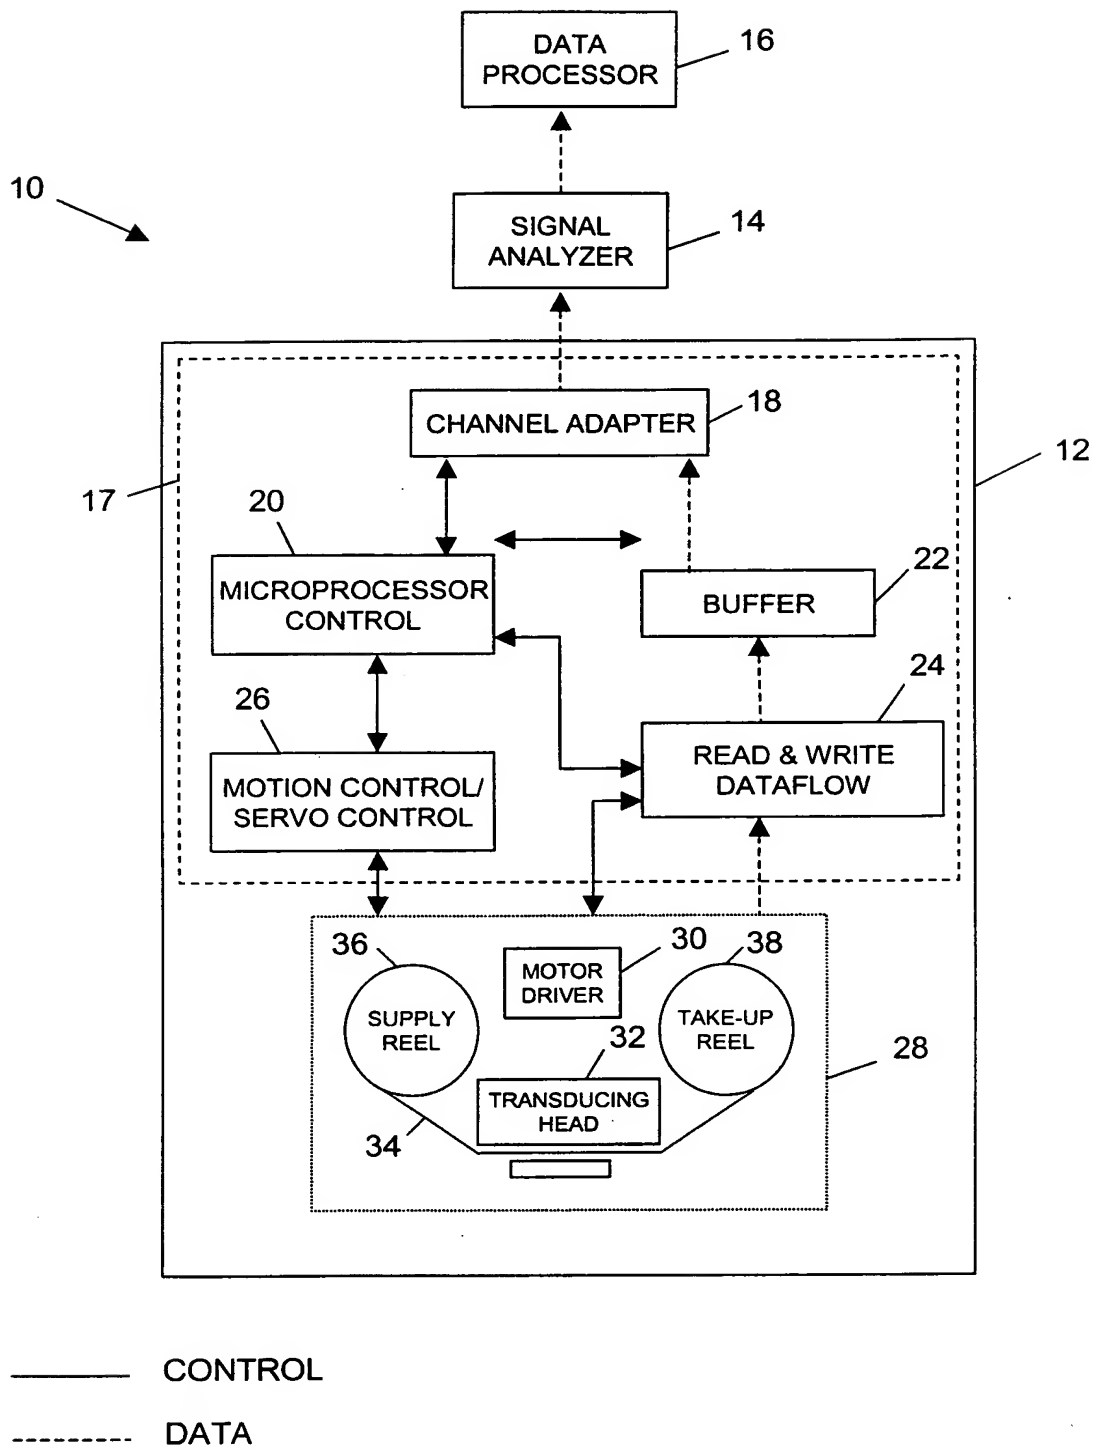 DATA
PROCESSOR
16
10
SIGNAL
ANALYZER
14
CHANNEL ADAPTER
18
12
17
20
MICROPROCESSOR
CONTROL
22
BUFFER
24
26
READ & WRITE
DATAFLOW
MOTION CONTROL/
SERVO CONTROL
36
30
38
MOTOR
DRIVER
SUPPLY
REEL
TAKE-UP
REEL
32
28
TRANSDUCING
HEAD
34
CONTROL
DATA